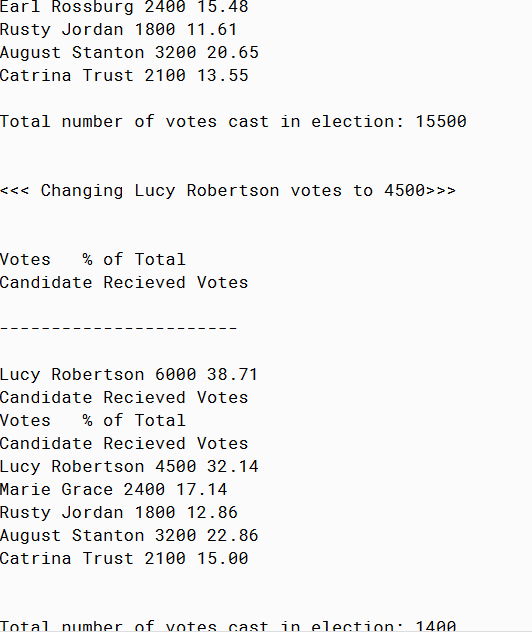 Earl Rossburg 2400 15.48
Rusty Jordan 1800 11.61
August Stanton 3200 20.65
Catrina Trust 2100 13.55
Total number of votes cast in election: 15500
<<< Changing Lucy Robertson votes to 4500>>>
Votes   % of Total
Candidate Recieved Votes
-----------------------
Lucy Robertson 6000 38.71
Candidate Recieved Votes
Votes   % of Total
Candidate Recieved Votes
Lucy Robertson 4500 32.14
Marie Grace 2400 17.14
Rusty Jordan 1800 12.86
August Stanton 3200 22.86
Catrina Trust 2100 15.00
Total number of votes cast in election: 1400